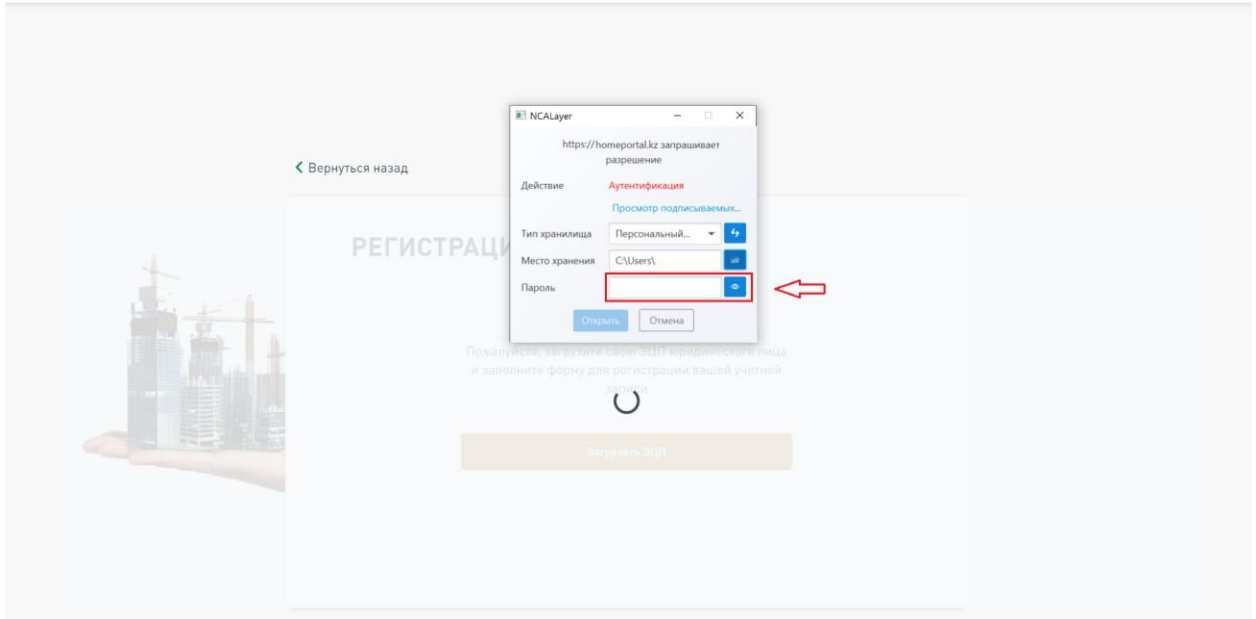 NCALayer
https://homeportal.kz запрашивает
разрешение
Вернуться назад
Действие Аутентификация
Просмотр подписываемых...
Тип хранилища Персональный...
РЕГИСТРАЦИ
Место хранения C:\Users\
Пароль
Открыть Отмена
Пожалуйста, загрузите свою ЭЦП юридического лица
и заполните форму для регистрации вашей учетной
записи
Загрузить ЭЦП